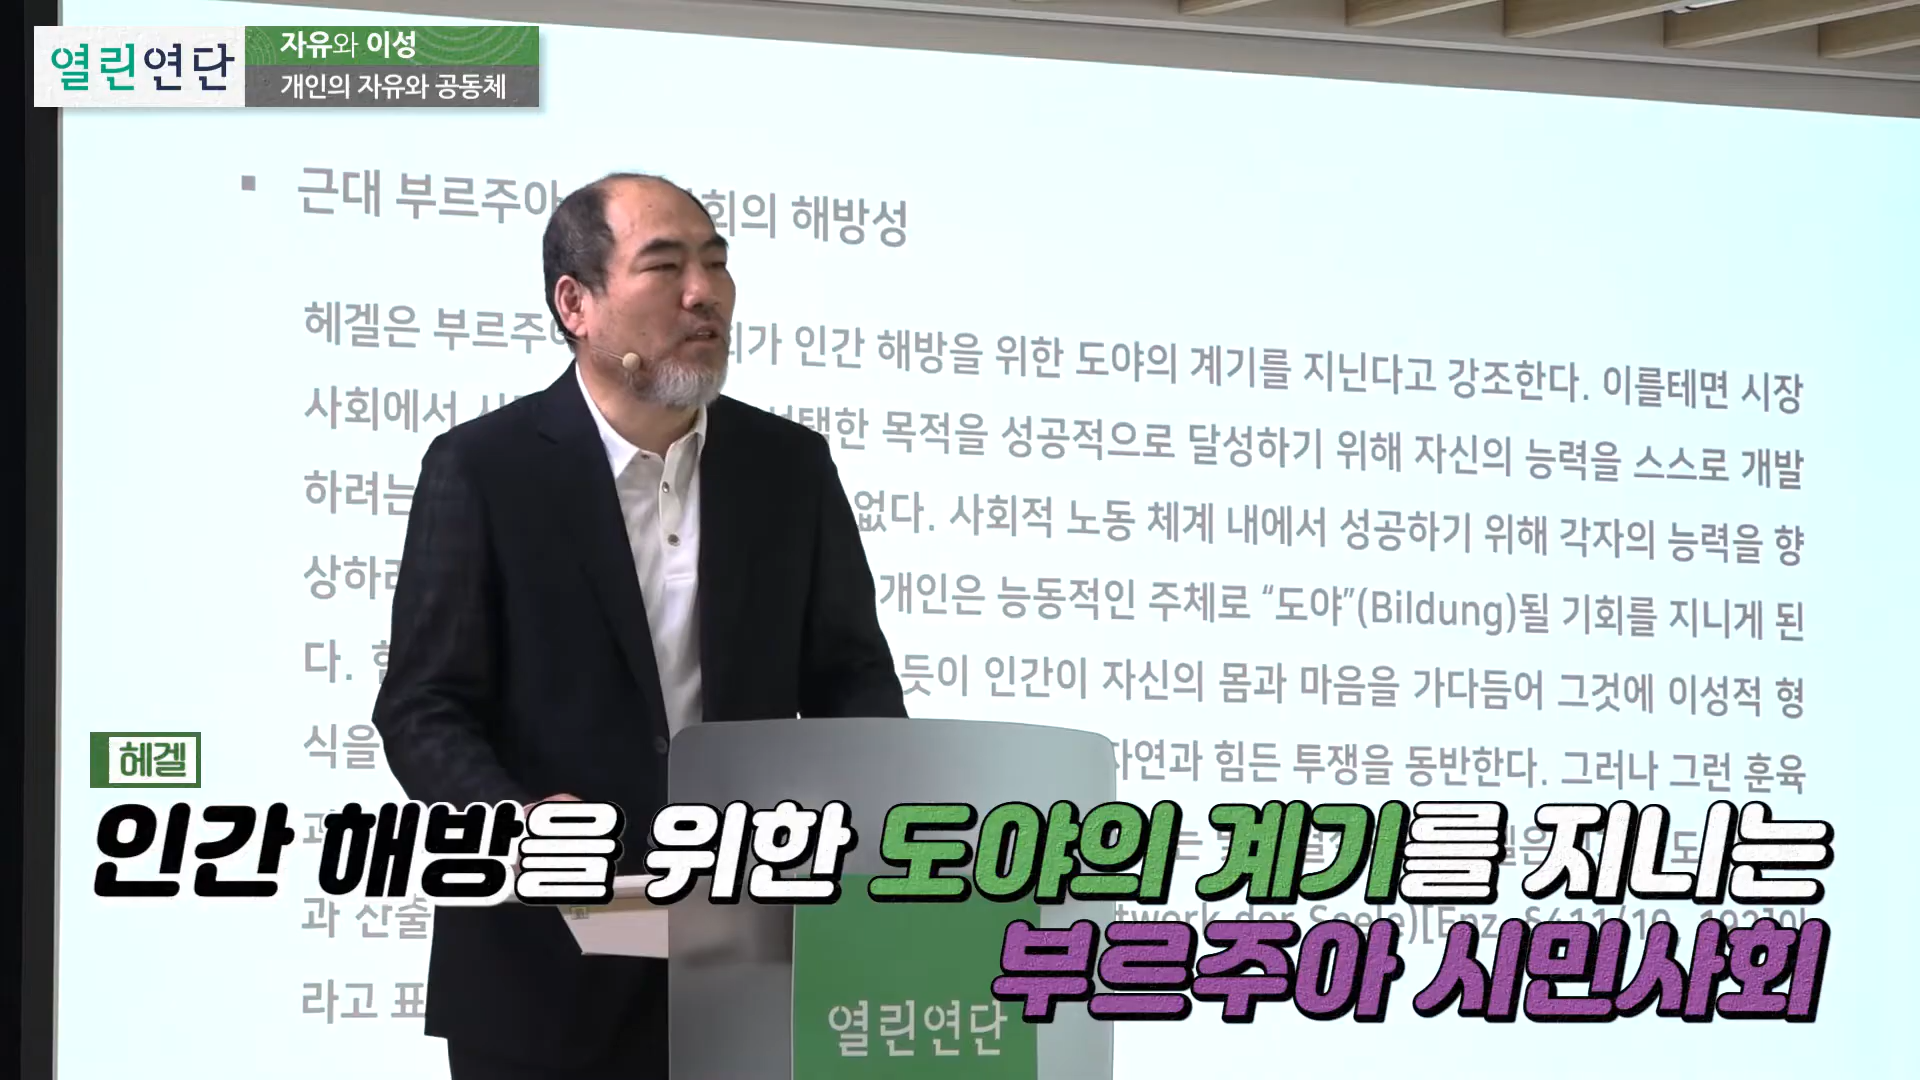 열린연단
자유와 이성
개인의 자유와 공동체
근대 부르주아 회의 해방성
헤겔은 부르주 가 인간 해방을 위한 도야의 계기를 지닌다고 강조한다. 이를테면 시장
사회에서 한 목적을 성공적으로 달성하기 위해 자신의 능력을 스스로 개발
하려는 없다. 사회적 노동 체계 내에서 성공하기 위해 각자의 능력을 향
상하 개인은 능동적인 주체로 “도야”(Bildung)될 기회를 지니게 된
다. 듯이 인간이 자신의 몸과 마음을 가다듬어 그것에 이성적 형
식을 자연과 힘든 투쟁을 동반한다. 그러나 그런 훈육
과 der Seele)[Enz.
라고
헤겔
인간 해방을 위한 도야의 계기를 지니는
부르주아 시민사회
열린연단